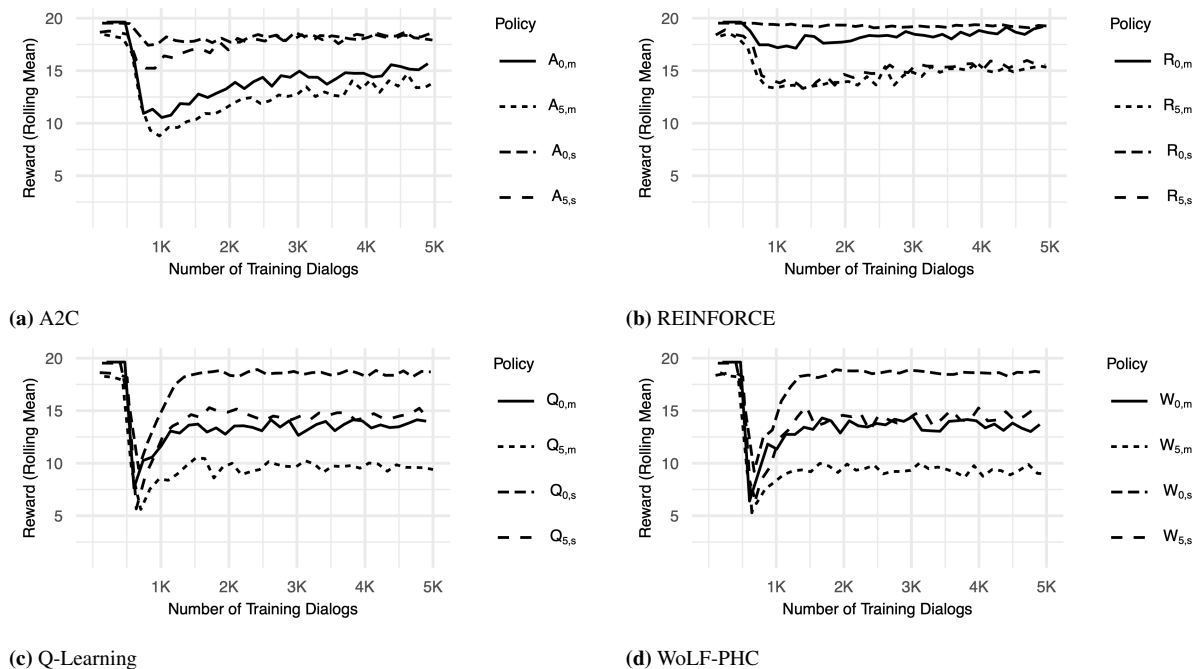 20
15
10
5
Reward (Rolling Mean)
1K 2K 3K 4K 5K
Number of Training Dialogs
Policy
A0,m
A5,m
A0,s
A5,s
(a) A2C
20
15
10
5
Reward (Rolling Mean)
1K 2K 3K 4K 5K
Number of Training Dialogs
Policy
R0,m
R5,m
R0,s
R5,s
(b) REINFORCE
20
15
10
5
Reward (Rolling Mean)
1K 2K 3K 4K 5K
Number of Training Dialogs
Policy
Q0,m
Q5,m
Q0,s
Q5,s
(c) Q-Learning
20
15
10
5
Reward (Rolling Mean)
1K 2K 3K 4K 5K
Number of Training Dialogs
Policy
W0,m
W5,m
W0,s
W5,s
(d) WoLF-PHC